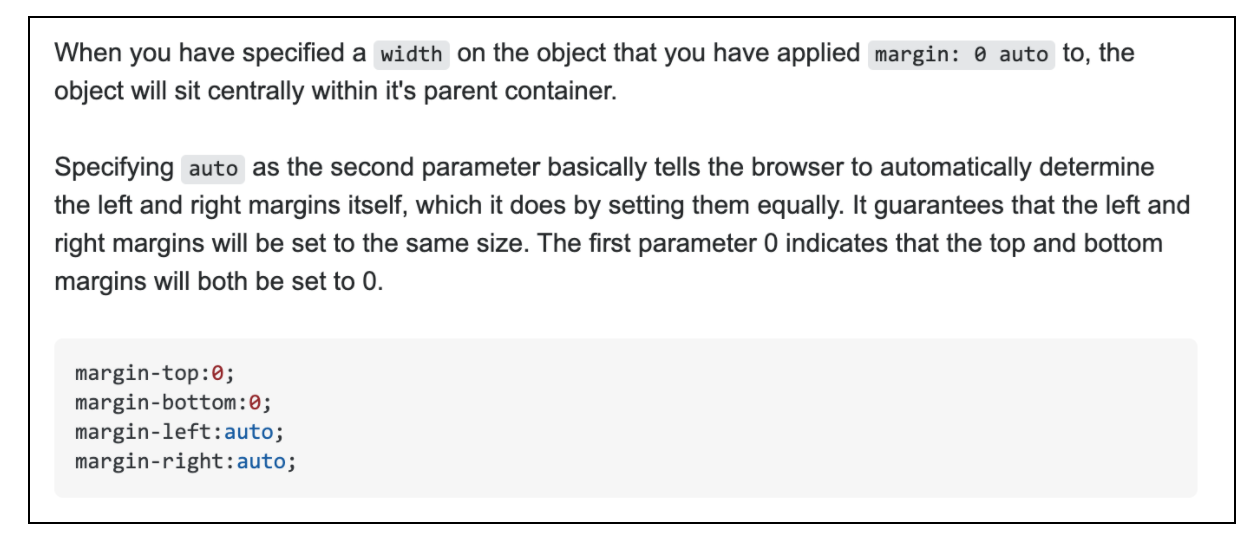 When you have specified a width on the object that you have applied margin: 0 auto to, the
object will sit centrally within it's parent container.
Specifying auto as the second parameter basically tells the browser to automatically determine
the left and right margins itself, which it does by setting them equally. It guarantees that the left and
right margins will be set to the same size. The first parameter 0 indicates that the top and bottom
margins will both be set to 0.
margin-top:0;
margin-bottom:0;
margin-left:auto;
margin-right:auto;